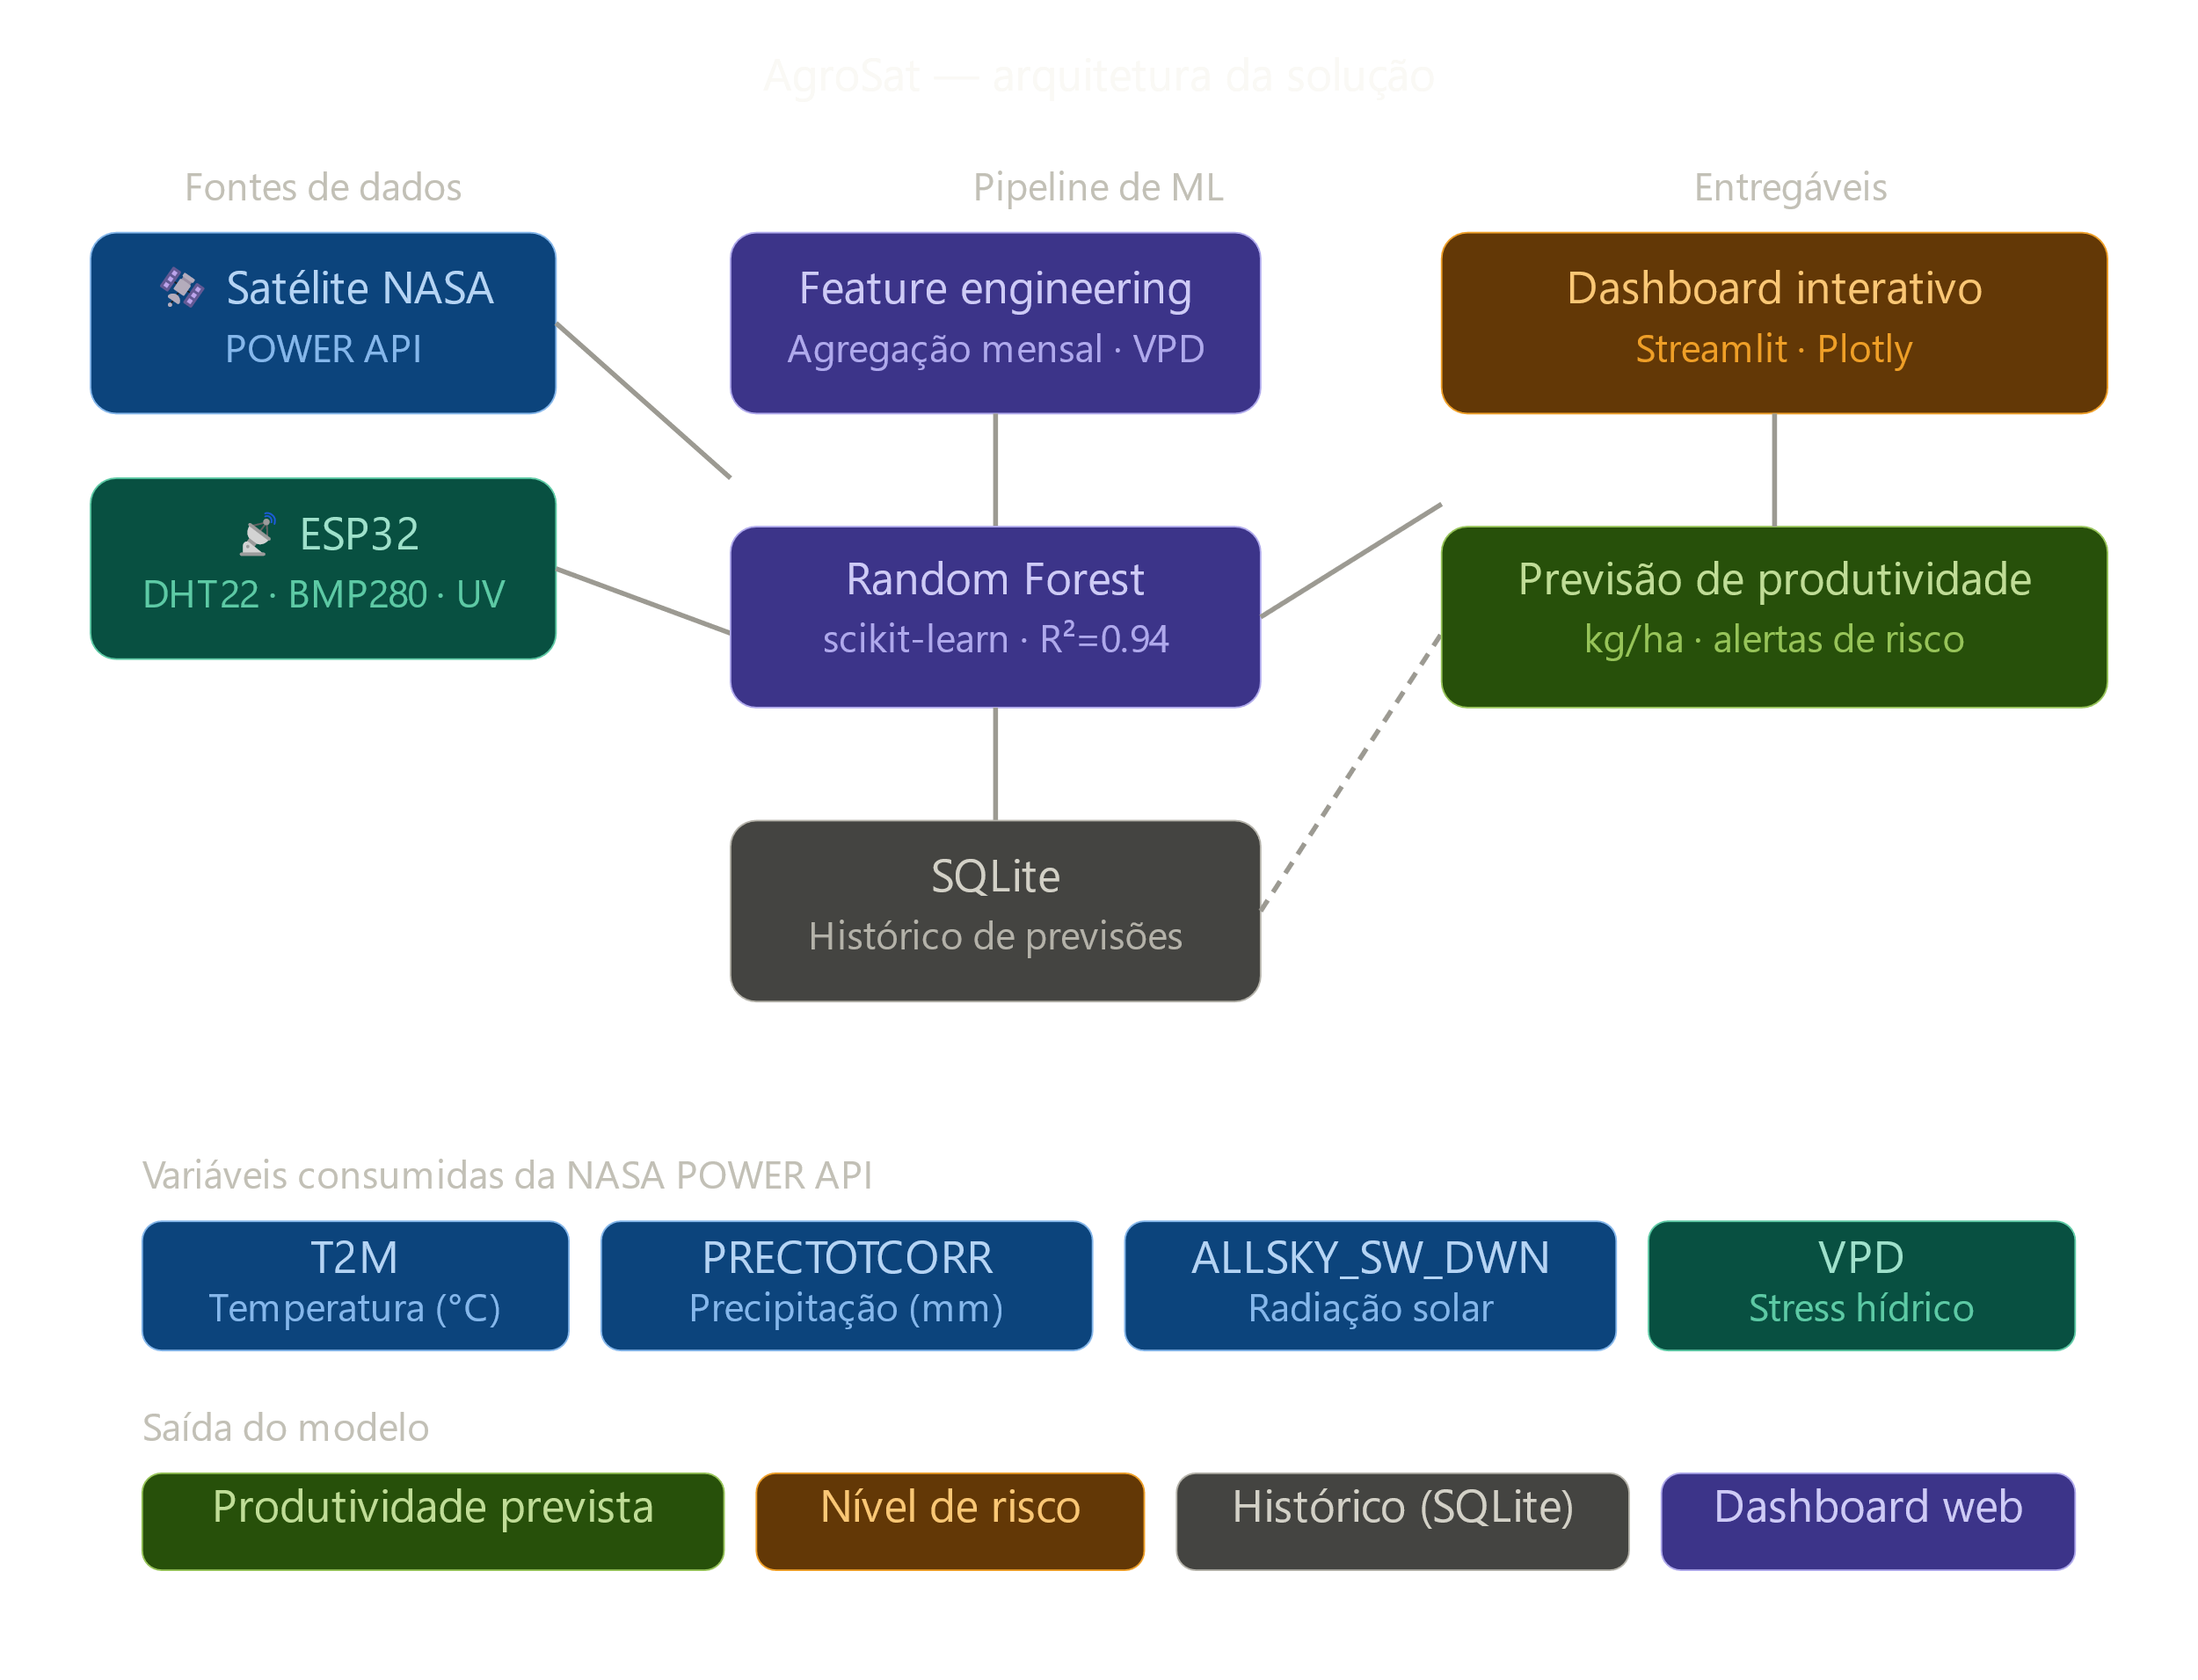 AgroSat — arquitetura da solução
Fontes de dados
Pipeline de ML
Entregáveis
Satélite NASA
POWER API
Feature engineering
Agregação mensal · VPD
Dashboard interativo
Streamlit · Plotly
ESP32
DHT22 · BMP280 · UV
Random Forest
scikit-learn · R²=0.94
Previsão de produtividade
kg/ha · alertas de risco
SQLite
Histórico de previsões
Variáveis consumidas da NASA POWER API
T2M
Temperatura (°C)
PRECTOTCORR
Precipitação (mm)
ALLSKY_SW_DWN
Radiação solar
VPD
Stress hídrico
Saída do modelo
Produtividade prevista
Nível de risco
Histórico (SQLite)
Dashboard web